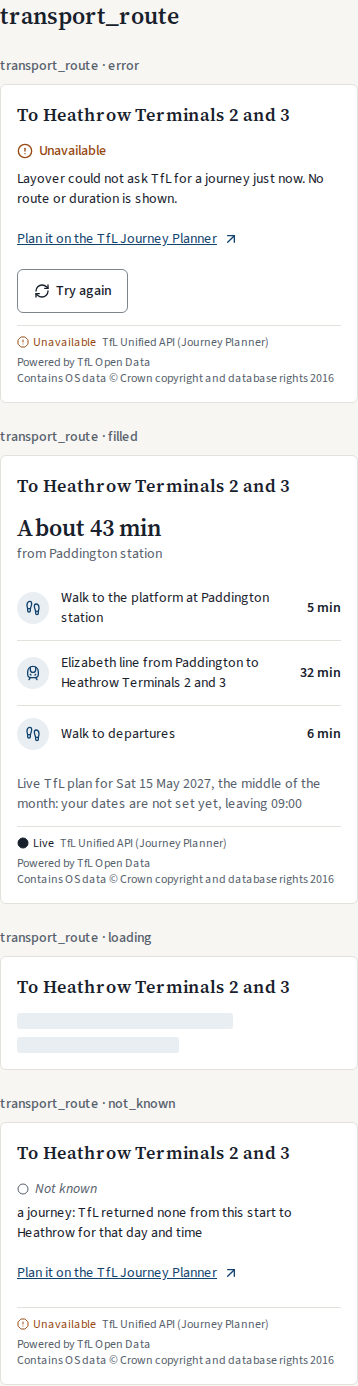 transport_route
transport_route · error
To Heathrow Terminals 2 and 3
Unavailable
Layover could not ask TfL for a journey just now. No
route or duration is shown.
Plan it on the TfL Journey Planner
Try again
Unavailable TfL Unified API (Journey Planner)
Powered by TfL Open Data
Contains OS data © Crown copyright and database rights 2016
transport_route · filled
To Heathrow Terminals 2 and 3
About 43 min
from Paddington station
Walk to the platform at Paddington
station
5 min
Elizabeth line from Paddington to
Heathrow Terminals 2 and 3
32 min
Walk to departures
6 min
Live TfL plan for Sat 15 May 2027, the middle of the
month: your dates are not set yet, leaving 09:00
Live TfL Unified API (Journey Planner)
Powered by TfL Open Data
Contains OS data © Crown copyright and database rights 2016
transport_route · loading
To Heathrow Terminals 2 and 3
transport_route · not_known
To Heathrow Terminals 2 and 3
Not known
a journey: TfL returned none from this start to
Heathrow for that day and time
Plan it on the TfL Journey Planner
Unavailable TfL Unified API (Journey Planner)
Powered by TfL Open Data
Contains OS data © Crown copyright and database rights 2016